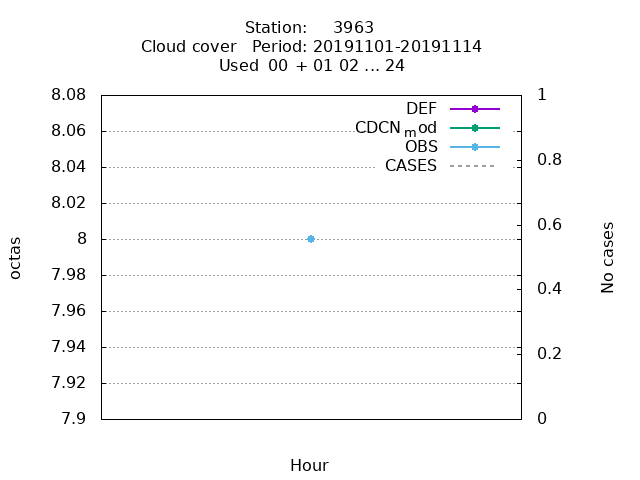 Station: 3963
Cloud cover Period: 20191101-20191114
Used 00 + 01 02 ... 24
8.08
8.06
8.04
8.02
8
7.98
7.96
7.94
7.92
7.9
octas
DEF
CDCN_mod
OBS
CASES
1
0.8
0.6
0.4
0.2
0
No cases
Hour